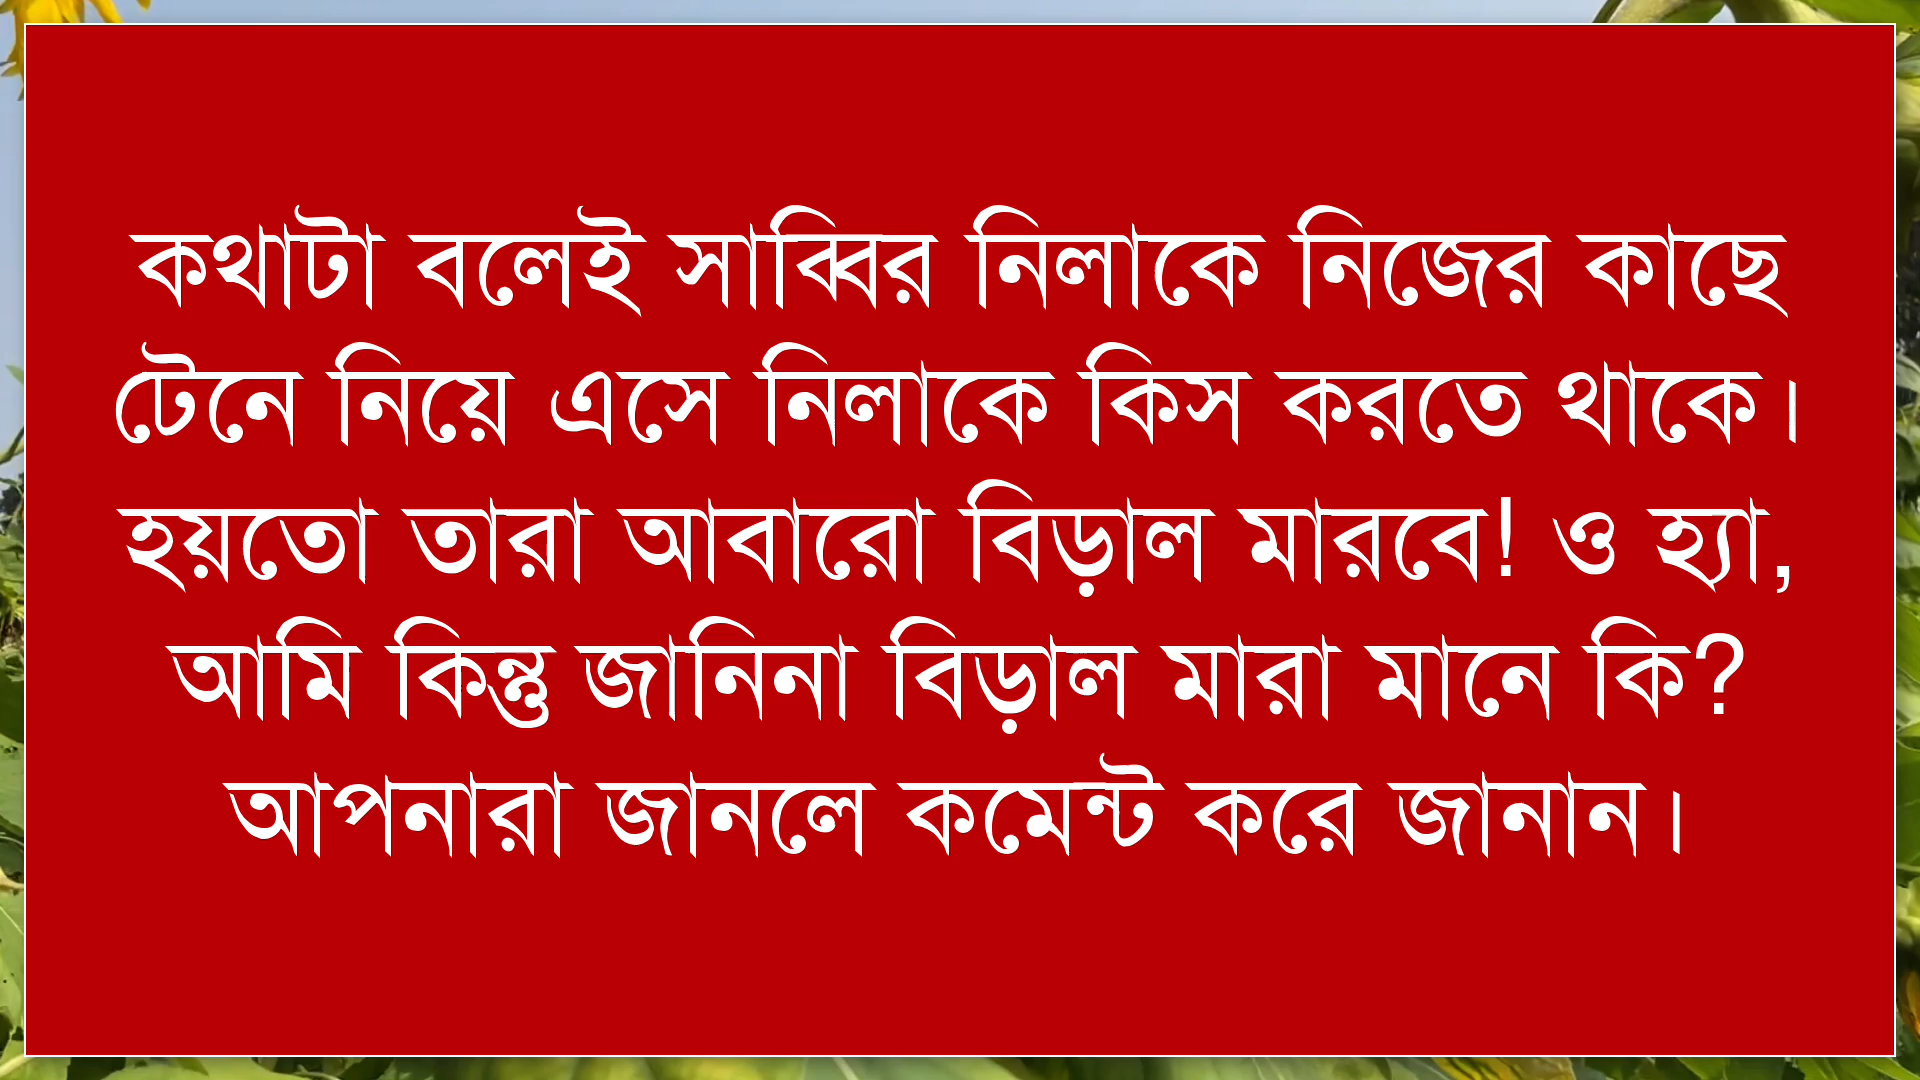 কথাটা বলেই সাব্বির নিলাকে নিজের কাছে
টেনে নিয়ে এসে নিলাকে কিস করতে থাকে।
হয়তো তারা আবারো বিড়াল মারবে! ও হ্যা,
আমি কিন্তু জানিনা বিড়াল মারা মানে কি?
আপনারা জানলে কমেন্ট করে জানান।